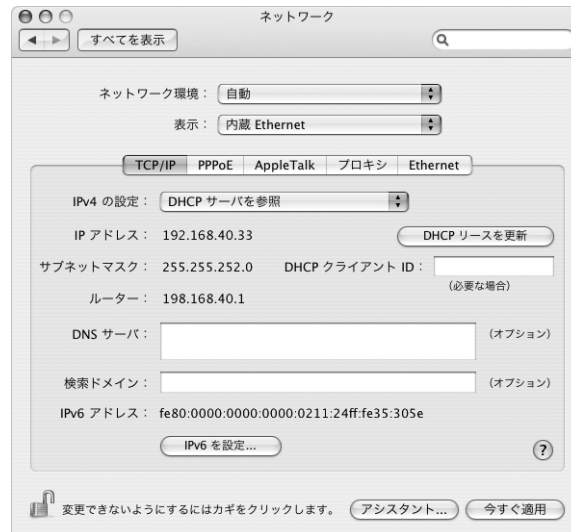 ネットワーク
すべてを表示
ネットワーク環境： 自動
表示： 内蔵 Ethernet
TCP/IP PPPoE AppleTalk プロキシ Ethernet
IPv4 の設定： DHCP サーバを参照
IP アドレス： 192.168.40.33 DHCP リースを更新
サブネットマスク： 255.255.252.0 DHCP クライアント ID：
(必要な場合)
ルーター： 198.168.40.1
DNS サーバ： (オプション)
検索ドメイン： (オプション)
IPv6 アドレス： fe80:0000:0000:0000:0211:24ff:fe35:305e
IPv6 を設定...
?
変更できないようにするにはカギをクリックします。 アシスタント... 今すぐ適用